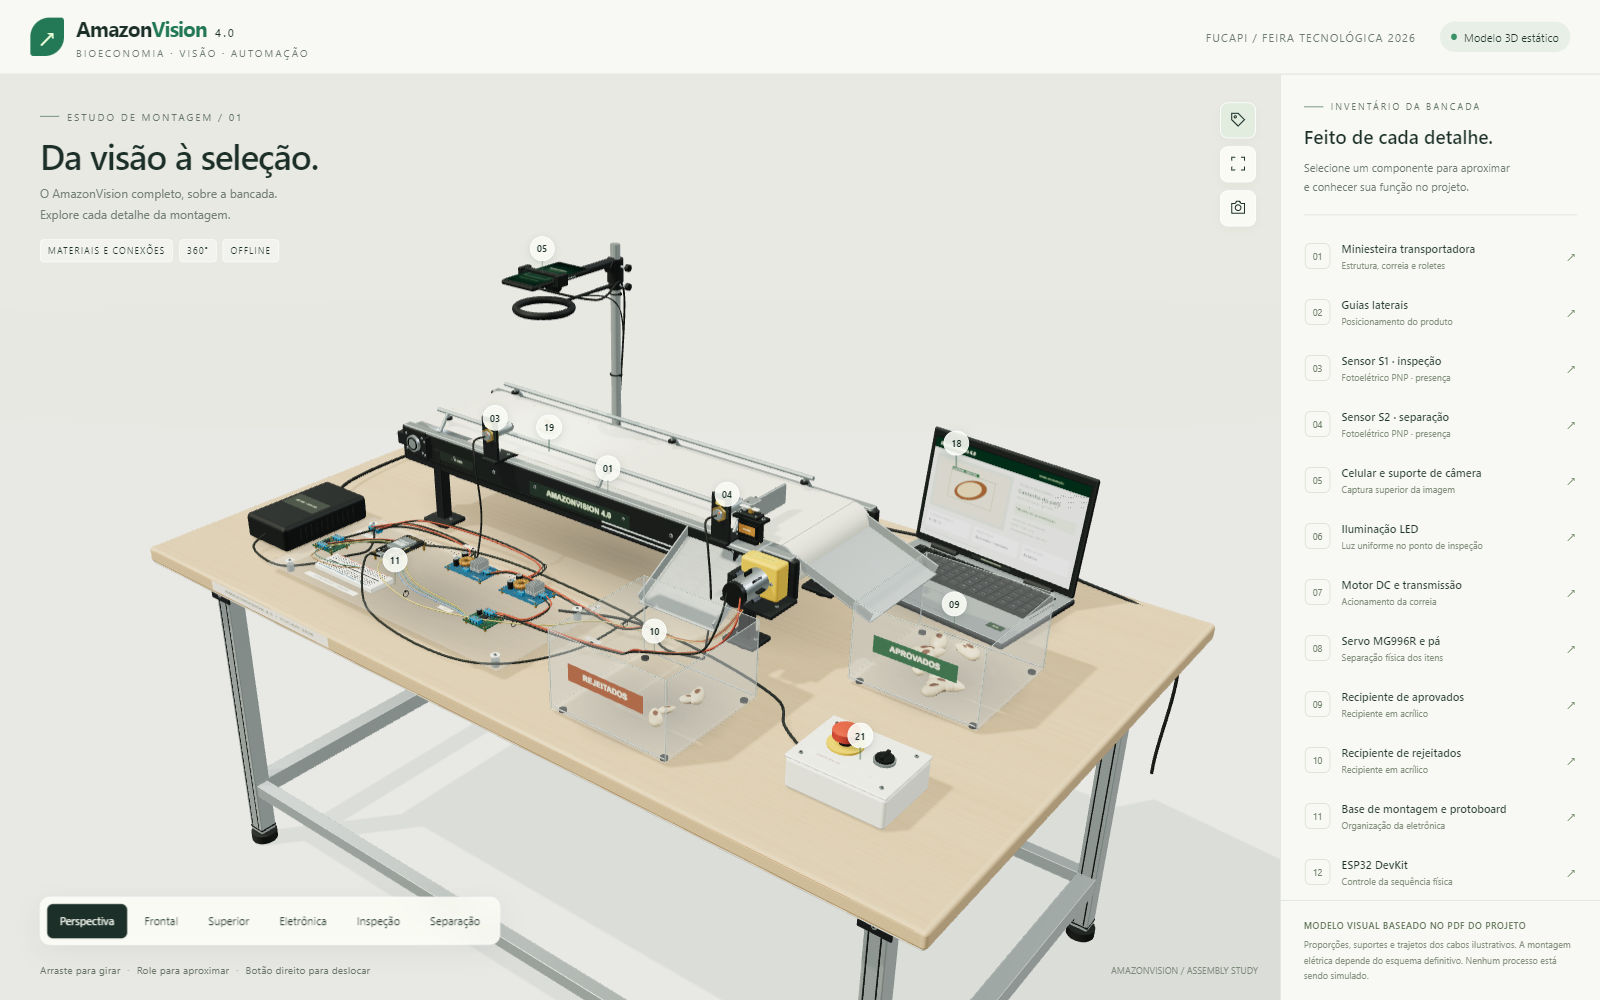 AmazonVision 4.0
BIOECONOMIA · VISÃO · AUTOMAÇÃO
FUCAPI / FEIRA TECNOLÓGICA 2026
Modelo 3D estático
ESTUDO DE MONTAGEM / 01
Da visão à seleção.
O AmazonVision completo, sobre a bancada.
Explore cada detalhe da montagem.
MATERIAIS E CONEXÕES
360°
OFFLINE
05
03
19
01
04
18
11
10
09
21
AMAZONVISION 4.0
REJEITADOS
APROVADOS
Perspectiva
Frontal
Superior
Eletrônica
Inspeção
Separação
Arraste para girar · Role para aproximar · Botão direito para deslocar
AMAZONVISION / ASSEMBLY STUDY
INVENTÁRIO DA BANCADA
Feito de cada detalhe.
Selecione um componente para aproximar
e conhecer sua função no projeto.
01 Miniesteira transportadora ↗
Estrutura, correia e roletes
02 Guias laterais ↗
Posicionamento do produto
03 Sensor S1 · inspeção ↗
Fotoelétrico PNP · presença
04 Sensor S2 · separação ↗
Fotoelétrico PNP · presença
05 Celular e suporte de câmera ↗
Captura superior da imagem
06 Iluminação LED ↗
Luz uniforme no ponto de inspeção
07 Motor DC e transmissão ↗
Acionamento da correia
08 Servo MG996R e pá ↗
Separação física dos itens
09 Recipiente de aprovados ↗
Recipiente em acrílico
10 Recipiente de rejeitados ↗
Recipiente em acrílico
11 Base de montagem e protoboard ↗
Organização da eletrônica
12 ESP32 DevKit ↗
Controle da sequência física
MODELO VISUAL BASEADO NO PDF DO PROJETO
Proporções, suportes e trajetos dos cabos ilustrativos. A montagem
elétrica depende do esquema definitivo. Nenhum processo está
sendo simulado.